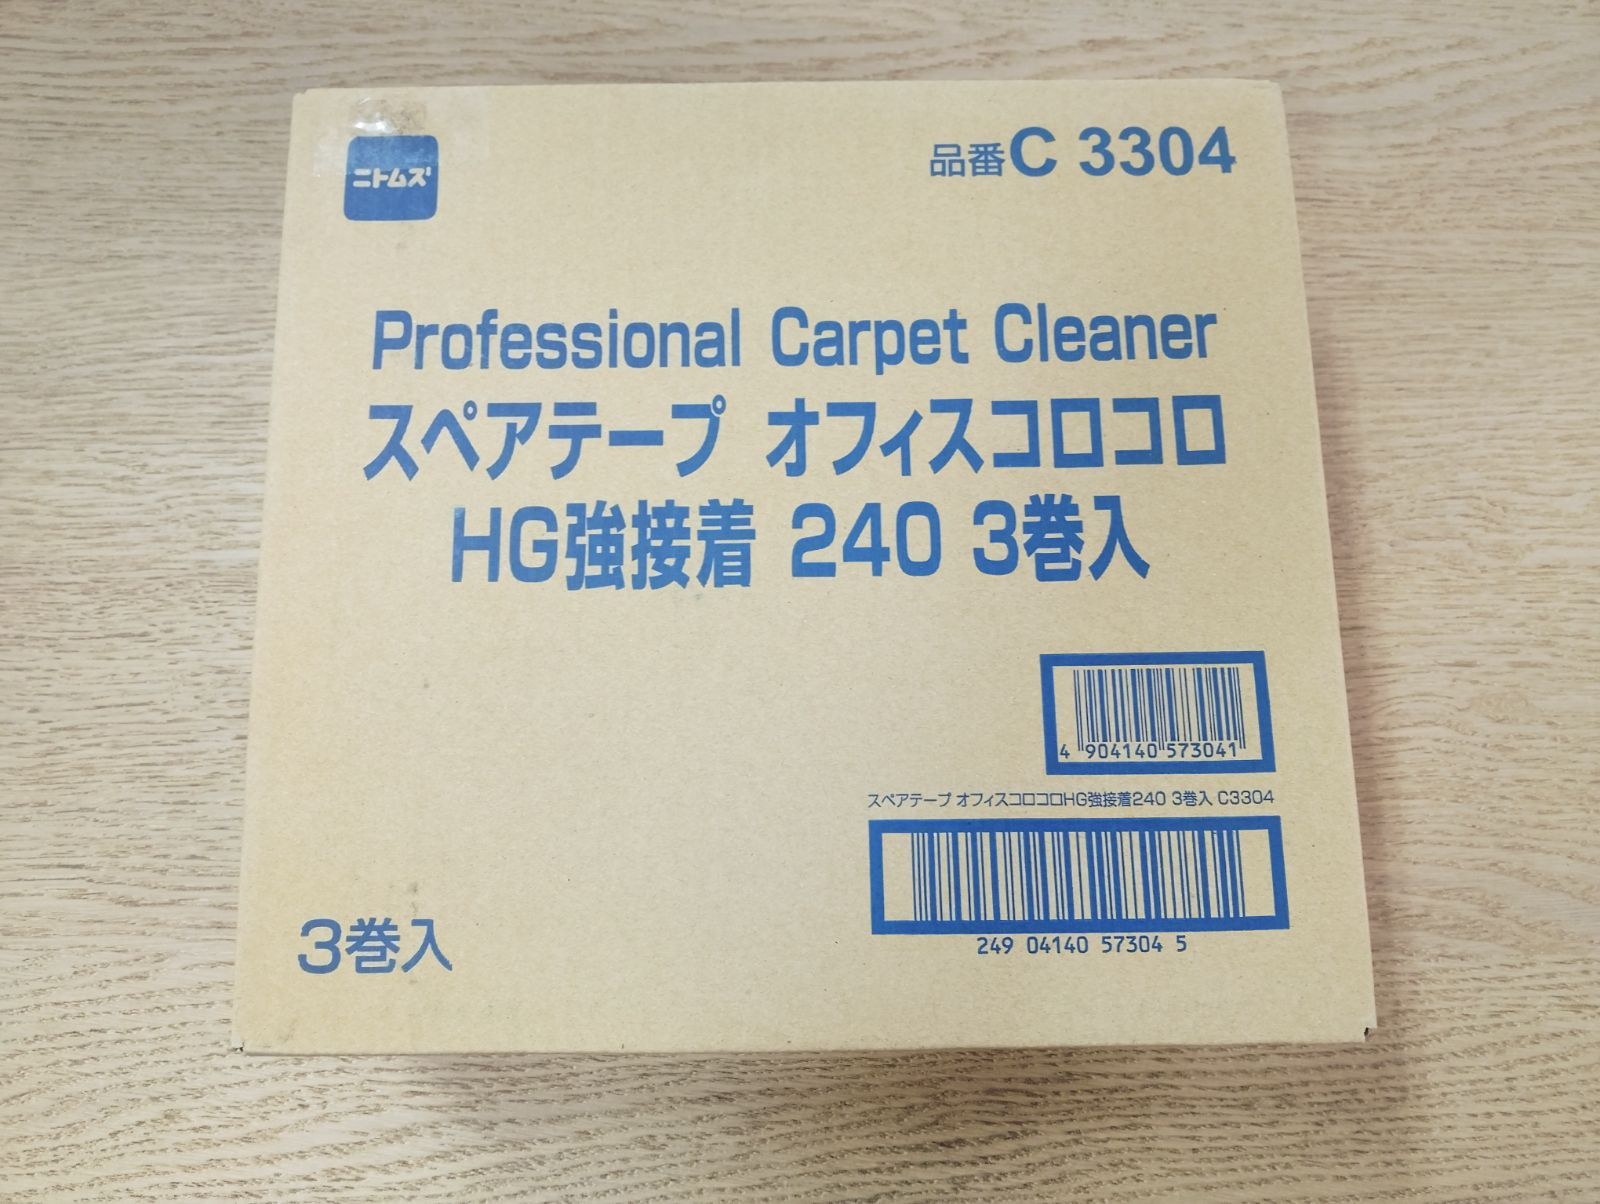 ニトムズ
品番C 3304
Professional Carpet Cleaner
スペアテープ オフィスコロコロ
HG強接着 240 3巻入
4 904140 573041
スペアテープ オフィスコロコロHG強接着240 3巻入 C3304
249 04140 57304 5
3巻入